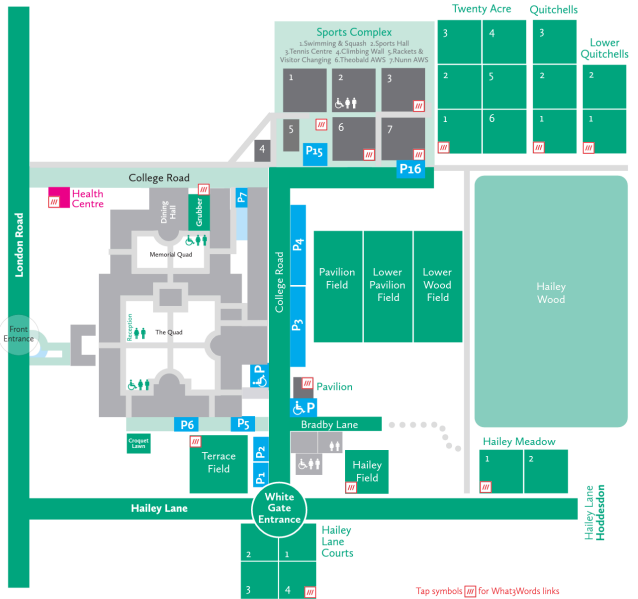 Twenty Acre
Quitchells
Sports Complex
1.Swimming & Squash 2.Sports Hall
3.Tennis Centre 4.Climbing Wall 5.Rackets &
Visitor Changing 6.Theobald AWS 7.Nunn AWS
Lower
Quitchells
3
4
3
1
2
3
2
5
2
2
5
6
7
1
6
1
1
4
P15
P16
College Road
Health
Centre
Dining
Hall
Grubber
P7
Memorial Quad
London Road
College Road
P4
P3
Pavilion
Field
Lower
Pavilion
Field
Lower
Wood
Field
Hailey
Wood
Front
Entrance
Reception
The Quad
P
Pavilion
P
P6
P5
Bradby Lane
Croquet
Lawn
Terrace
Field
P2
P1
Hailey
Field
Hailey Meadow
1
2
Hailey Lane
White
Gate
Entrance
Hailey Lane
Hoddesdon
Hailey
Lane
Courts
2
1
3
4
Tap symbols /// for What3Words links